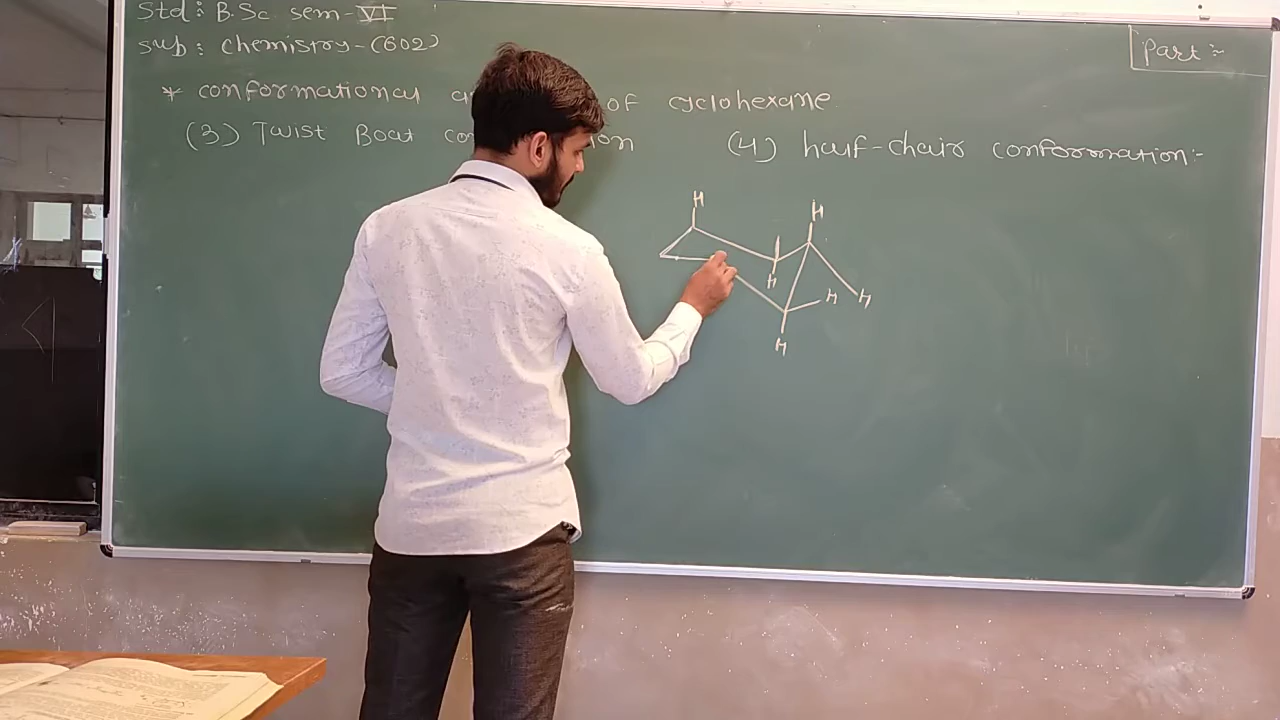 Std: B.Sc sem-VI
sub: chemistry-(602)
Part:-
* conformational of cyclohexane
(3) Twist Boat
(4) half-chair conformation:-
H
H
H
H
H
H